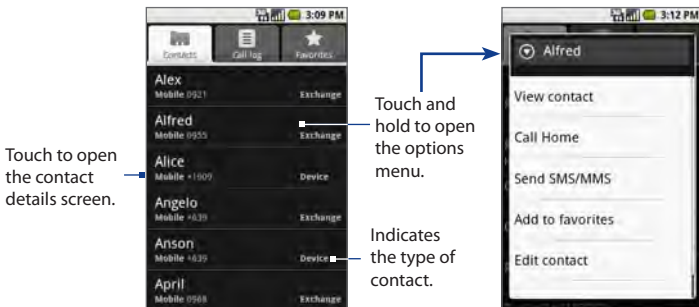 3:09 PM
Contacts
Call log
Favorites
Alex
Mobile 0921
Exchange
Alfred
Mobile 0955
Exchange
Alice
Mobile +1609
Device
Angelo
Mobile +639
Exchange
Anson
Mobile +639
Device
April
Mobile 0968
Exchange
Touch to open
the contact
details screen.
Touch and
hold to open
the options
menu.
Indicates
the type of
contact.
3:12 PM
Alfred
View contact
Call Home
Send SMS/MMS
Add to favorites
Edit contact